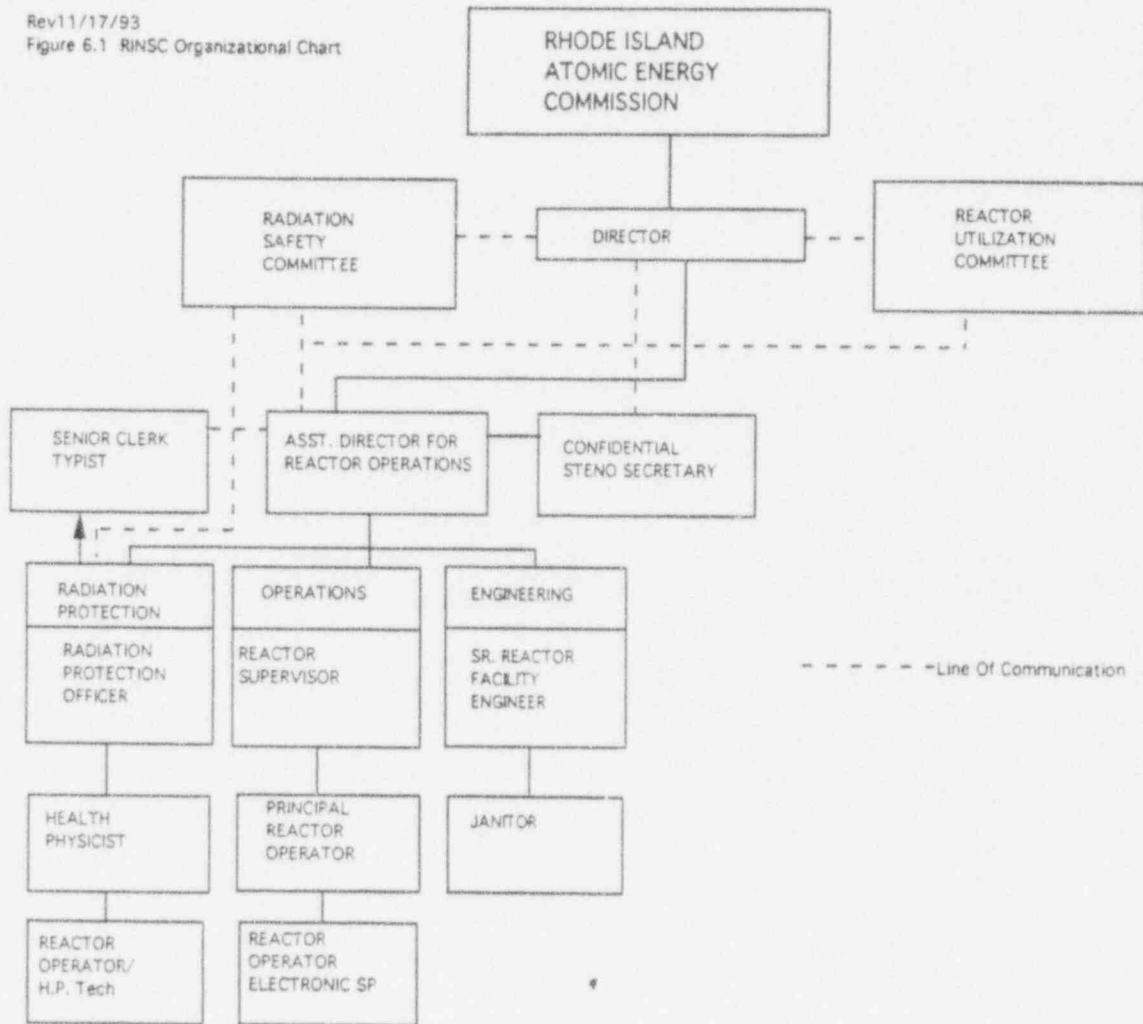 Rev11/17/93
Figure 6.1 RINSC Organizational Chart
RHODE ISLAND
ATOMIC ENERGY
COMMISSION
RADIATION
SAFETY
COMMITTEE
DIRECTOR
REACTOR
UTILIZATION
COMMITTEE
SENIOR CLERK
TYPIST
ASST. DIRECTOR FOR
REACTOR OPERATIONS
CONFIDENTIAL
STENO SECRETARY
RADIATION
PROTECTION
OPERATIONS
ENGINEERING
RADIATION
PROTECTION
OFFICER
REACTOR
SUPERVISOR
SR. REACTOR
FACILITY
ENGINEER
Line Of Communication
HEALTH
PHYSICIST
PRINCIPAL
REACTOR
OPERATOR
JANITOR
REACTOR
OPERATOR/
H.P. Tech
REACTOR
OPERATOR
ELECTRONIC SP